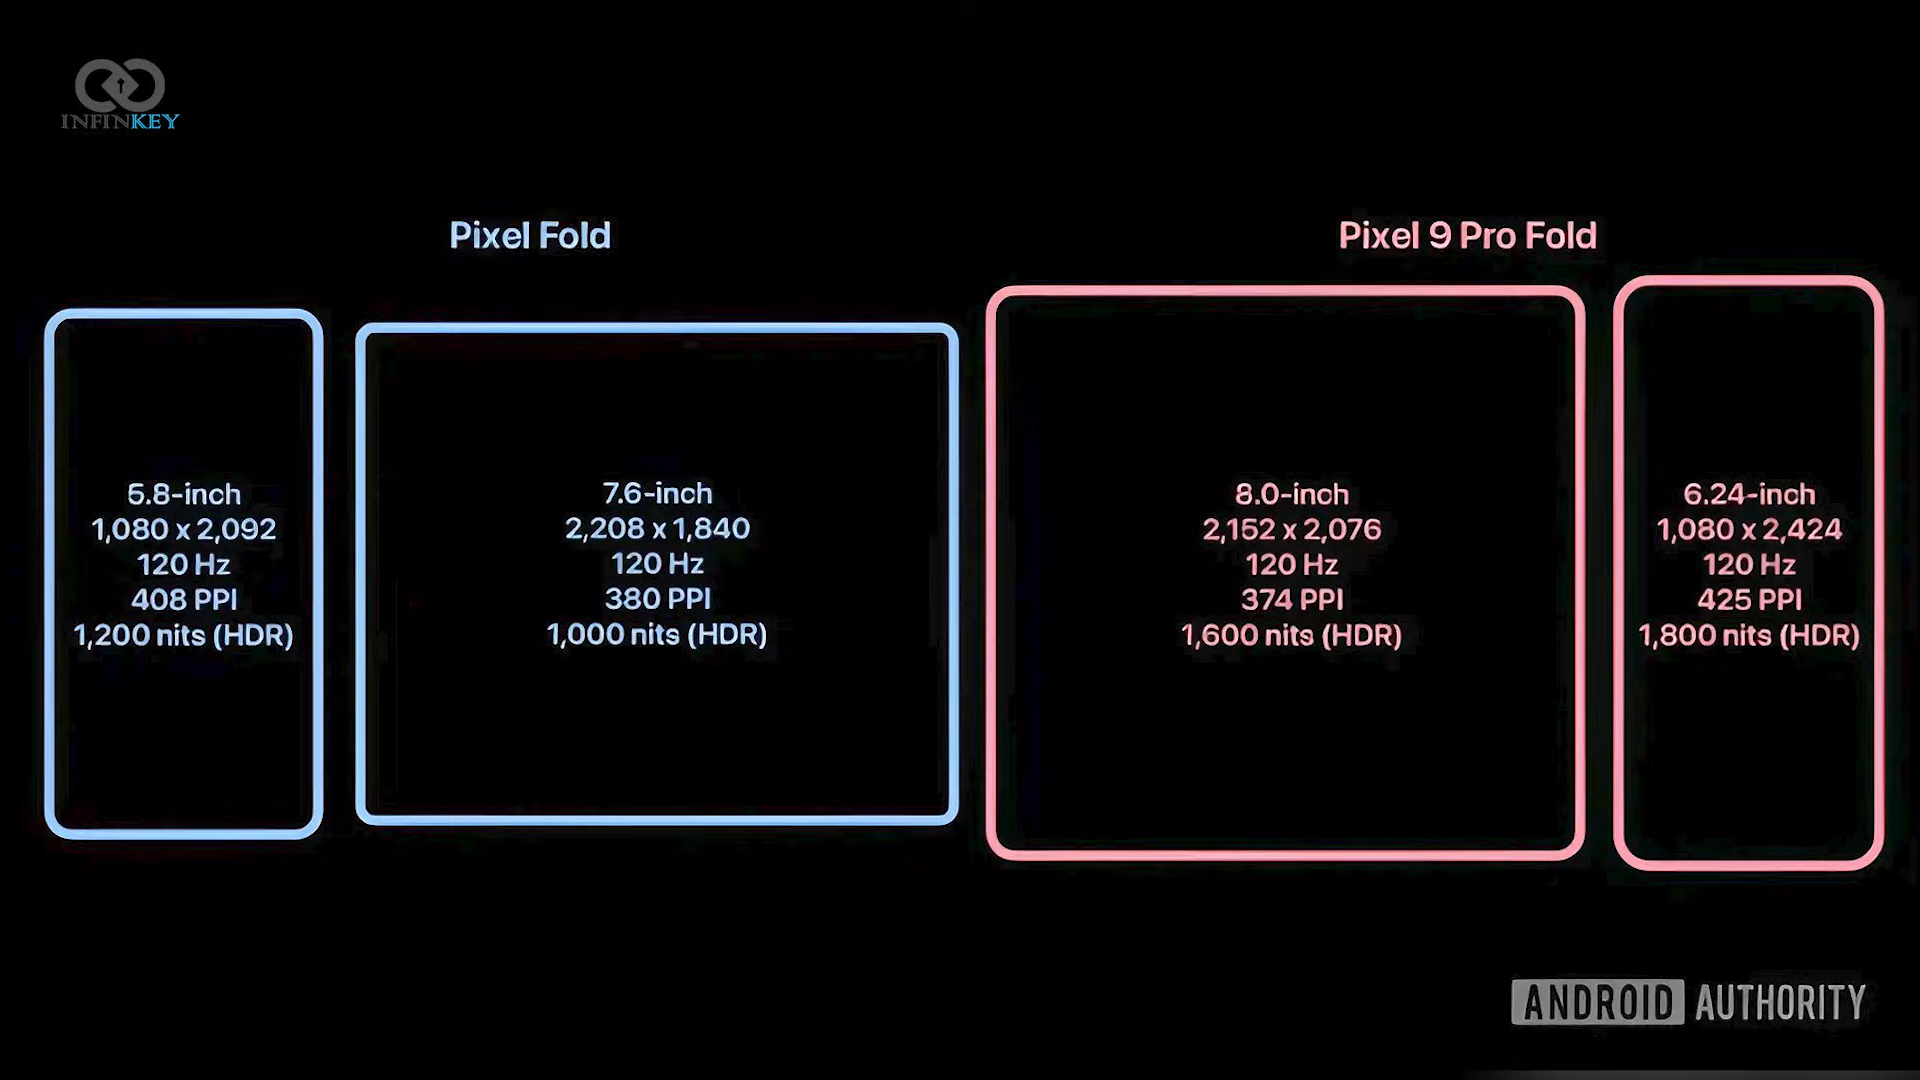 INFINKEY
Pixel Fold
Pixel 9 Pro Fold
5.8-inch
1,080 x 2,092
120 Hz
408 PPI
1,200 nits (HDR)
7.6-inch
2,208 x 1,840
120 Hz
380 PPI
1,000 nits (HDR)
8.0-inch
2,152 x 2,076
120 Hz
374 PPI
1,600 nits (HDR)
6.24-inch
1,080 x 2,424
120 Hz
425 PPI
1,800 nits (HDR)
ANDROID AUTHORITY